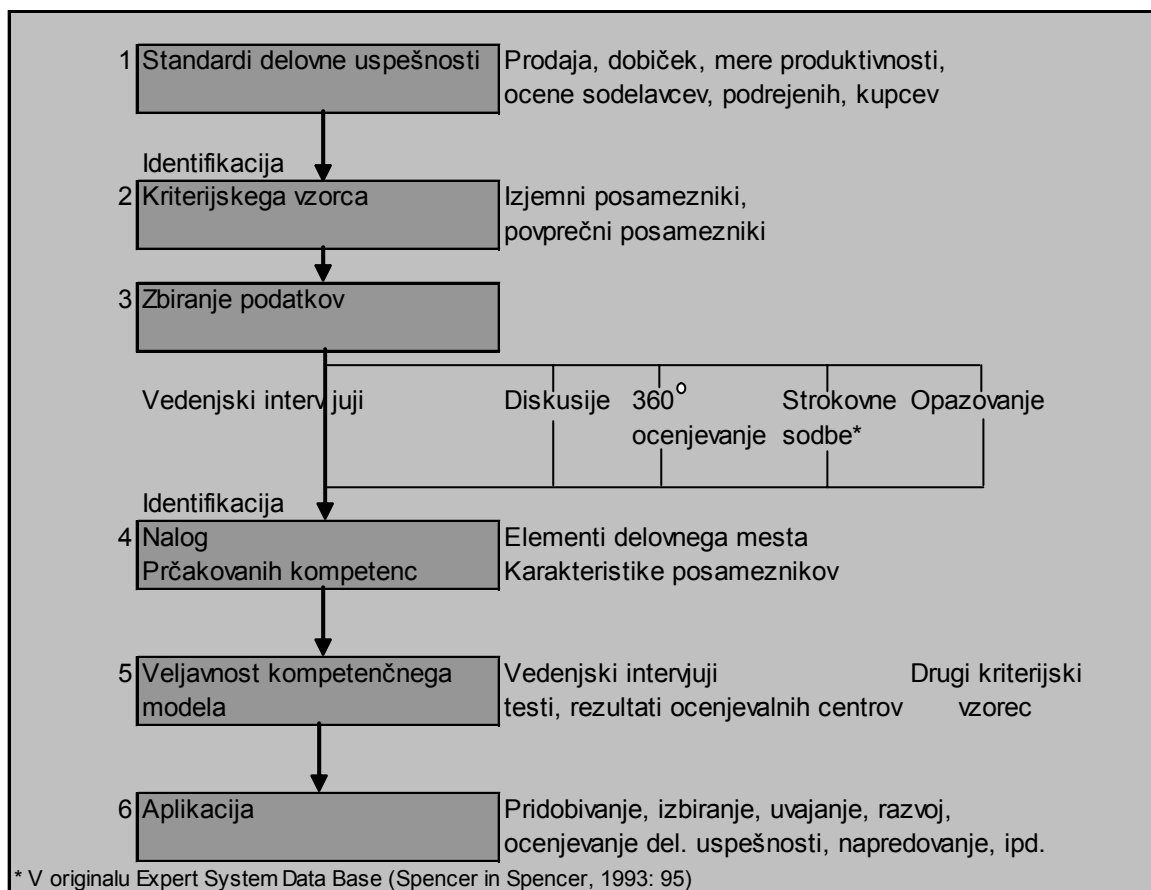 1 Standardi delovne uspešnosti Prodaja, dobiček, mere produktivnosti,
ocene sodelavcev, podrejenih, kupcev
Identifikacija
2 Kriterijskega vzorca Izjemni posamezniki,
povprečni posamezniki
3 Zbiranje podatkov
Vedenjski intervjuji Diskusije 360° Strokovne Opazovanje
ocenjevanje sodbe*
Identifikacija
4 Nalog Elementi delovnega mesta
Prčakovanih kompetenc Karakteristike posameznikov
5 Veljavnost kompetenčnega Vedenjski intervjuji Drugi kriterijski
modela testi, rezultati ocenjevalnih centrov vzorec
6 Aplikacija Pridobivanje, izbiranje, uvajanje, razvoj,
ocenjevanje del. uspešnosti, napredovanje, ipd.
* V originalu Expert System Data Base (Spencer in Spencer, 1993: 95)